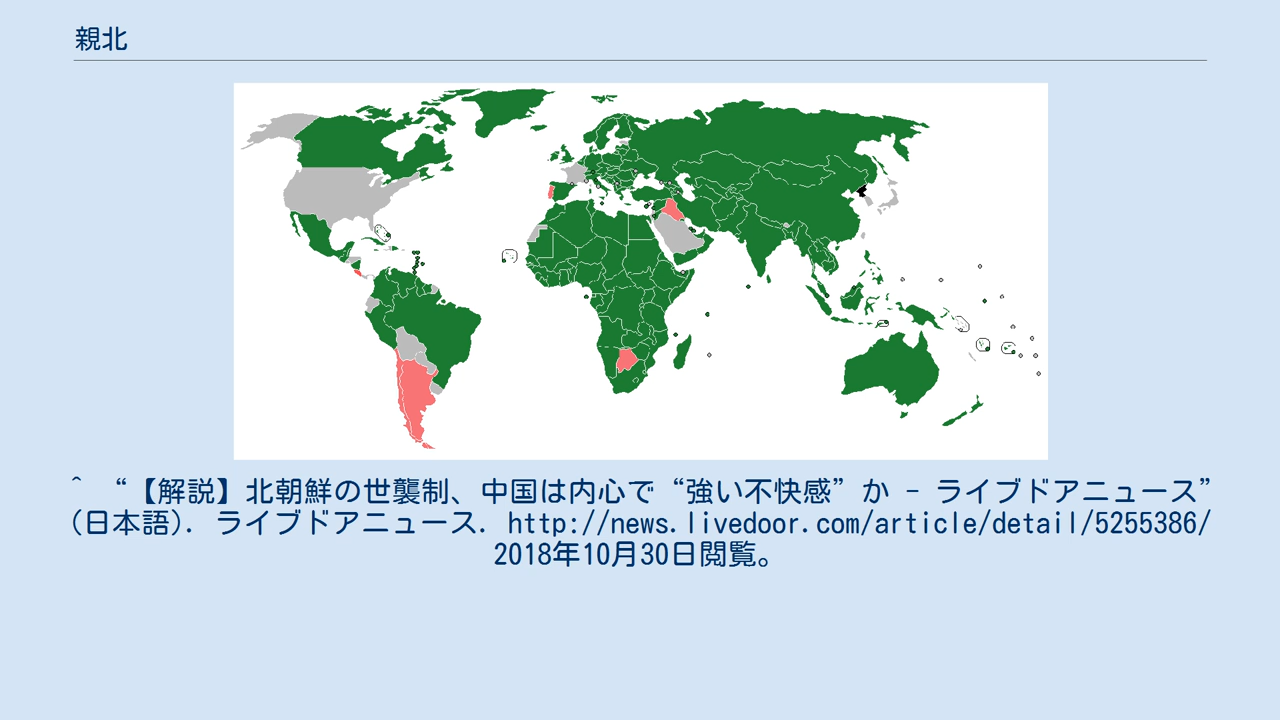 親北
^ “【解説】北朝鮮の世襲制、中国は内心で“強い不快感”か - ライブドアニュース”
(日本語). ライブドアニュース. http://news.livedoor.com/article/detail/5255386/
2018年10月30日閲覧。